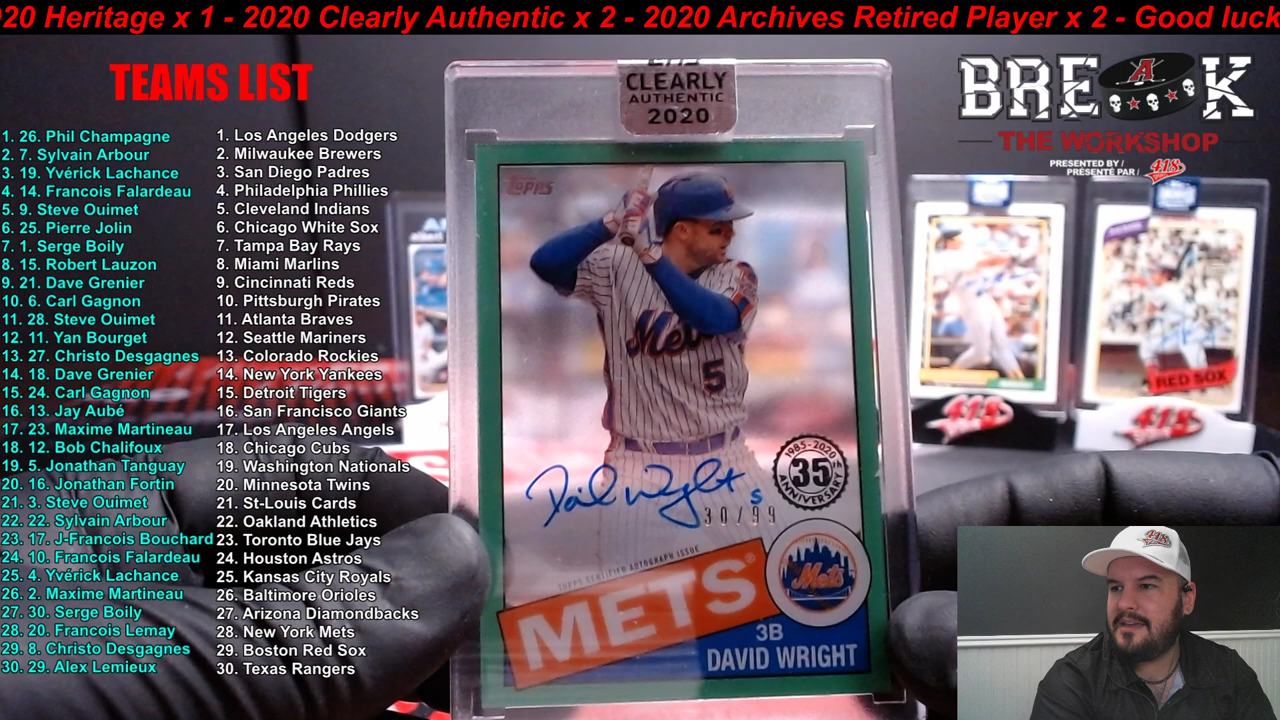 20 Heritage x 1 - 2020 Clearly Authentic x 2 - 2020 Archives Retired Player x 2 - Good luck
TEAMS LIST
1. 26. Phil Champagne
2. 7. Sylvain Arbour
3. 19. Yvérick Lachance
4. 14. Francois Falardeau
5. 9. Steve Ouimet
6. 25. Pierre Jolin
7. 1. Serge Boily
8. 15. Robert Lauzon
9. 21. Dave Grenier
10. 6. Carl Gagnon
11. 28. Steve Ouimet
12. 11. Yan Bourget
13. 27. Christo Desgagnes
14. 18. Dave Grenier
15. 24. Carl Gagnon
16. 13. Jay Aubé
17. 23. Maxime Martineau
18. 12. Bob Chalifoux
19. 5. Jonathan Tanguay
20. 16. Jonathan Fortin
21. 3. Steve Ouimet
22. 22. Sylvain Arbour
23. 17. J-Francois Bouchard
24. 10. Francois Falardeau
25. 4. Yvérick Lachance
26. 2. Maxime Martineau
27. 30. Serge Boily
28. 20. Francois Lemay
29. 8. Christo Desgagnes
30. 29. Alex Lemieux
1. Los Angeles Dodgers
2. Milwaukee Brewers
3. San Diego Padres
4. Philadelphia Phillies
5. Cleveland Indians
6. Chicago White Sox
7. Tampa Bay Rays
8. Miami Marlins
9. Cincinnati Reds
10. Pittsburgh Pirates
11. Atlanta Braves
12. Seattle Mariners
13. Colorado Rockies
14. New York Yankees
15. Detroit Tigers
16. San Francisco Giants
17. Los Angeles Angels
18. Chicago Cubs
19. Washington Nationals
20. Minnesota Twins
21. St-Louis Cards
22. Oakland Athletics
23. Toronto Blue Jays
24. Houston Astros
25. Kansas City Royals
26. Baltimore Orioles
27. Arizona Diamondbacks
28. New York Mets
29. Boston Red Sox
30. Texas Rangers
CLEARLY
AUTHENTIC
2020
Topps
Mets
5
1985-2020
35TH
ANNIVERSARY
David Wright 5
30/99
TOPPS CERTIFIED AUTOGRAPH ISSUE
METS
Mets
3B
DAVID WRIGHT
BREAK
A
THE WORKSHOP
PRESENTED BY /
PRÉSENTÉ PAR /
418
RED SOX
418
418
418